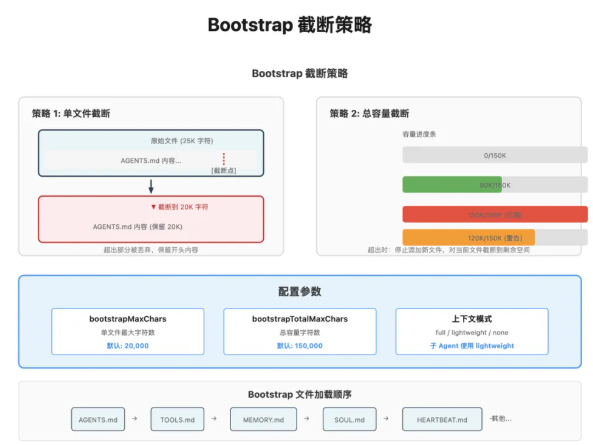 Bootstrap 截断策略
Bootstrap 截断策略
策略 1: 单文件截断
原始文件 (25K 字符)
AGENTS.md 内容...
[截断点]
▼ 截断到 20K 字符
AGENTS.md 内容 (保留 20K)
超出部分被丢弃，保留开头内容
策略 2: 总容量截断
容量进度条
0/150K
80K/150K
150K/150K
120K/150K (警告)
超出时：停止添加新文件，对当前文件截断到剩余空间
配置参数
bootstrapMaxChars
单文件最大字符数
默认: 20,000
bootstrapTotalMaxChars
总容量字符数
默认: 150,000
上下文模式
full / lightweight / none
子 Agent 使用 lightweight
Bootstrap 文件加载顺序
AGENTS.md → TOOLS.md → MEMORY.md → SOUL.md → HEARTBEAT.md → 其他...